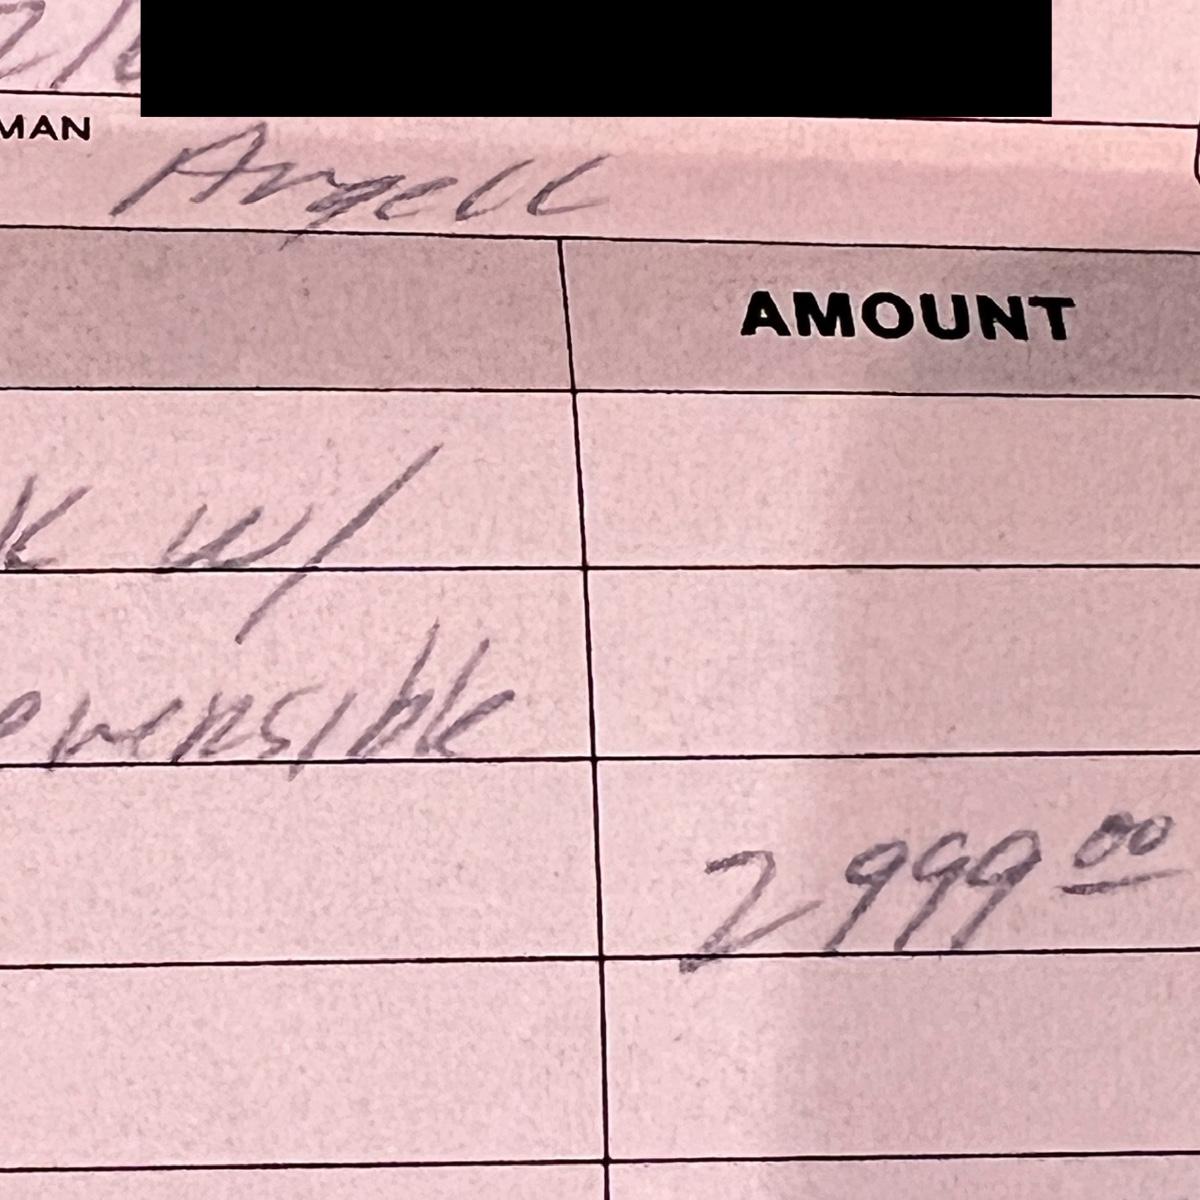 MAN Angell
AMOUNT
k w/
reversible
2999.00